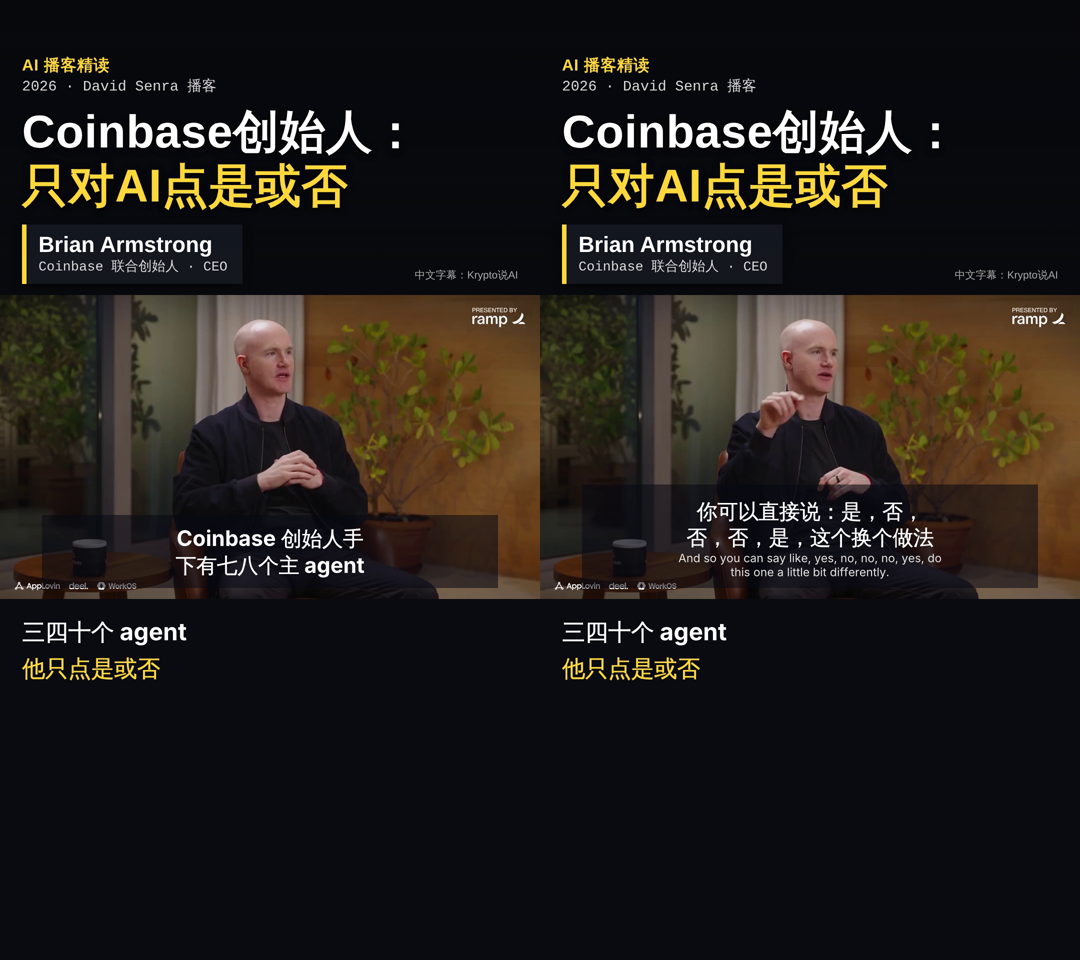 AI 播客精读
2026 · David Senra 播客
Coinbase创始人：
只对AI点是或否
Brian Armstrong
Coinbase 联合创始人 · CEO
中文字幕：Krypto说AI
PRESENTED BY
ramp
Coinbase 创始人手
下有七八个主 agent
AppLovin deel. WorkOS
三四十个 agent
他只点是或否
AI 播客精读
2026 · David Senra 播客
Coinbase创始人：
只对AI点是或否
Brian Armstrong
Coinbase 联合创始人 · CEO
中文字幕：Krypto说AI
PRESENTED BY
ramp
你可以直接说：是，否，
否，否，是，这个换个做法
And so you can say like, yes, no, no, no, yes, do
this one a little bit differently.
AppLovin deel. WorkOS
三四十个 agent
他只点是或否